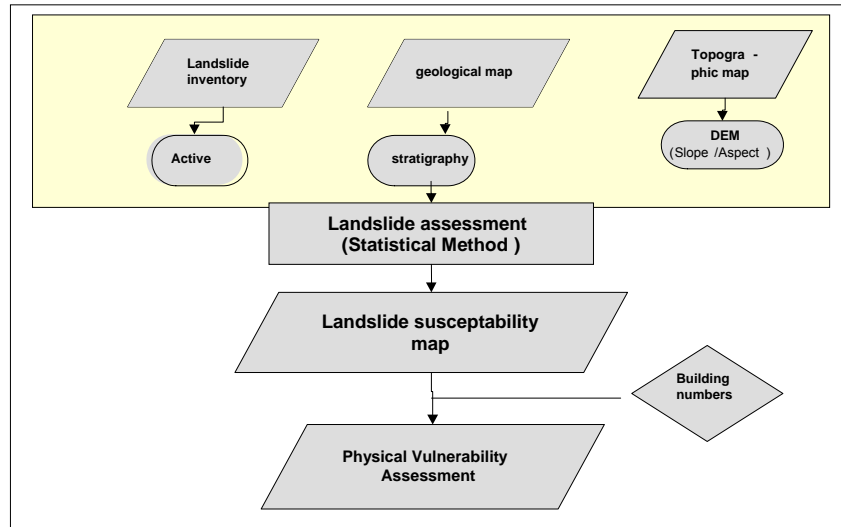 Landslide
inventory
geological map
Topogra - 
phic map
Active
stratigraphy
DEM
(Slope /Aspect )
Landslide assessment
(Statistical Method )
Landslide susceptability
map
Building
numbers
Physical Vulnerability
Assessment